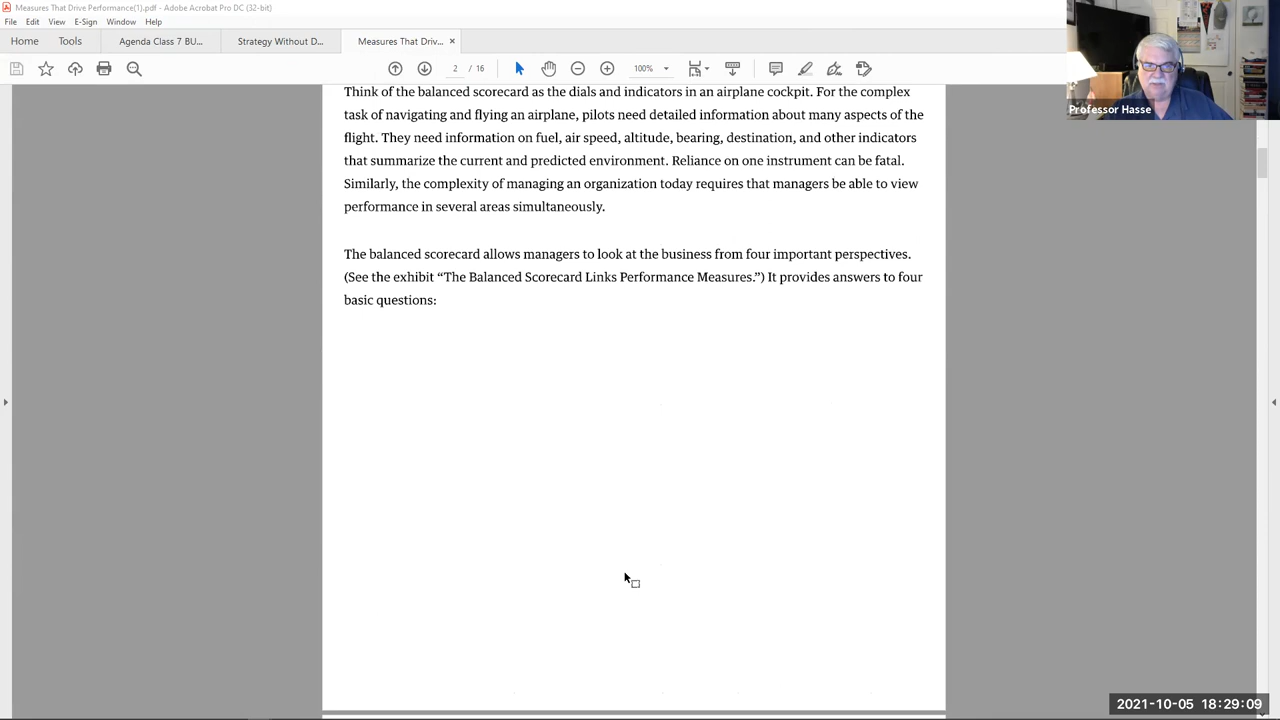 Measures That Drive Performance(1).pdf - Adobe Acrobat Pro DC (32-bit)
File Edit View E-Sign Window Help
Home Tools Agenda Class 7 BU... Strategy Without D... Measures That Driv... ×
2 / 16 100%
Professor Hasse
Think of the balanced scorecard as the dials and indicators in an airplane cockpit. For the complex
task of navigating and flying an airplane, pilots need detailed information about many aspects of the
flight. They need information on fuel, air speed, altitude, bearing, destination, and other indicators
that summarize the current and predicted environment. Reliance on one instrument can be fatal.
Similarly, the complexity of managing an organization today requires that managers be able to view
performance in several areas simultaneously.
The balanced scorecard allows managers to look at the business from four important perspectives.
(See the exhibit “The Balanced Scorecard Links Performance Measures.”) It provides answers to four
basic questions:
2021-10-05 18:29:09